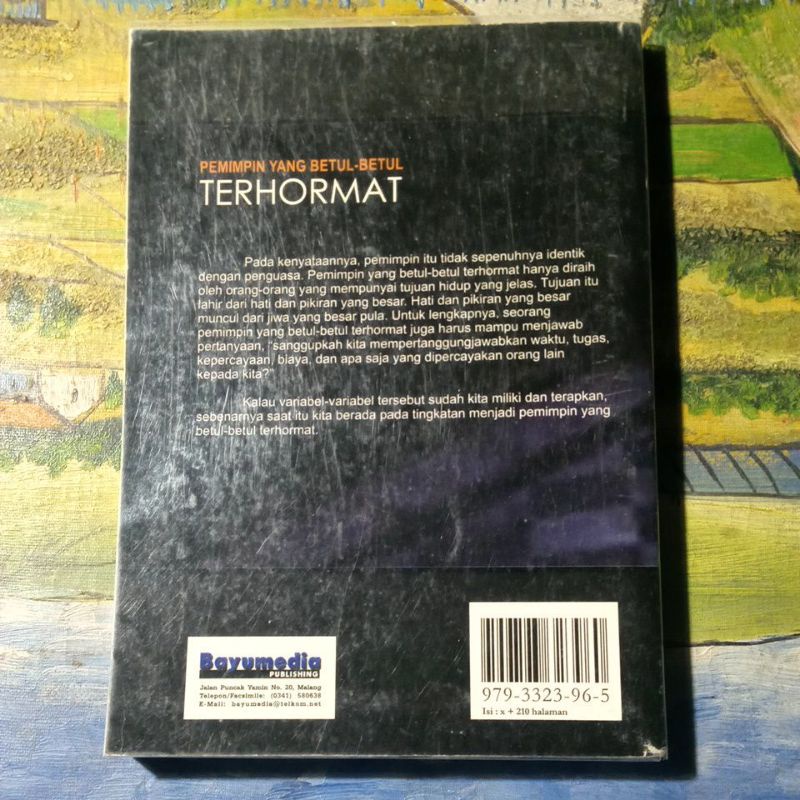 PEMIMPIN YANG BETUL-BETUL
TERHORMAT
Pada kenyataannya, pemimpin itu tidak sepenuhnya identik
dengan penguasa. Pemimpin yang betul-betul terhormat hanya diraih
oleh orang-orang yang mempunyai tujuan hidup yang jelas. Tujuan itu
lahir dari hati dan pikiran yang besar. Hati dan pikiran yang besar
muncul dari jiwa yang besar pula. Untuk lengkapnya, seorang
pemimpin yang betul-betul terhormat juga harus mampu menjawab
pertanyaan, "sanggupkah kita mempertanggungjawabkan waktu, tugas,
kepercayaan, biaya, dan apa saja yang dipercayakan orang lain
kepada kita?"
Kalau variabel-variabel tersebut sudah kita miliki dan terapkan,
sebenarnya saat itu kita berada pada tingkatan menjadi pemimpin yang
betul-betul terhormat.
Bayumedia
PUBLISHING
Jalan Puncak Yamin No. 20, Malang
Telepon/Facsimile: (0341) 580638
E-Mail: bayumedia@telkom.net
979-3323-96-5
Isi : x + 210 halaman